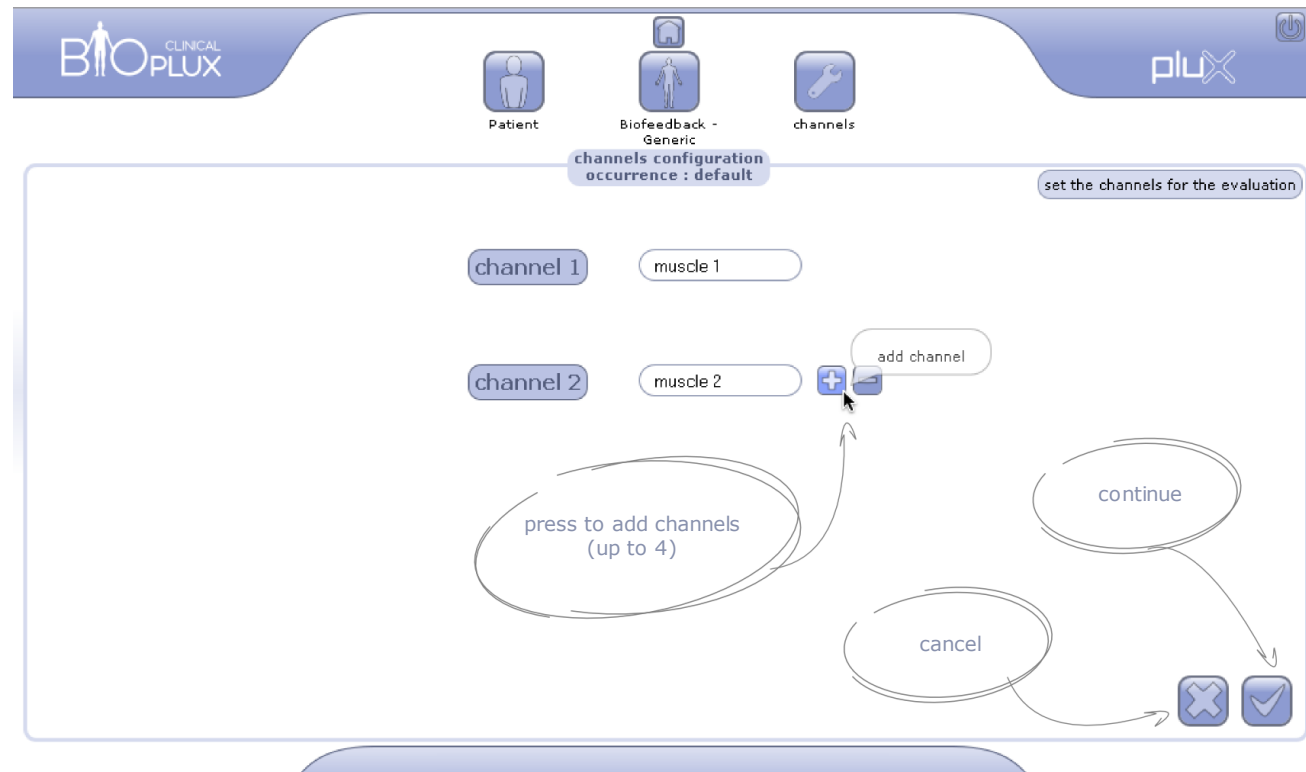 BIOPLUX
CLINICAL
plux
Patient
Biofeedback -
Generic
channels
channels configuration
occurrence : default
set the channels for the evaluation
channel 1
muscle 1
add channel
channel 2
muscle 2
press to add channels
(up to 4)
continue
cancel